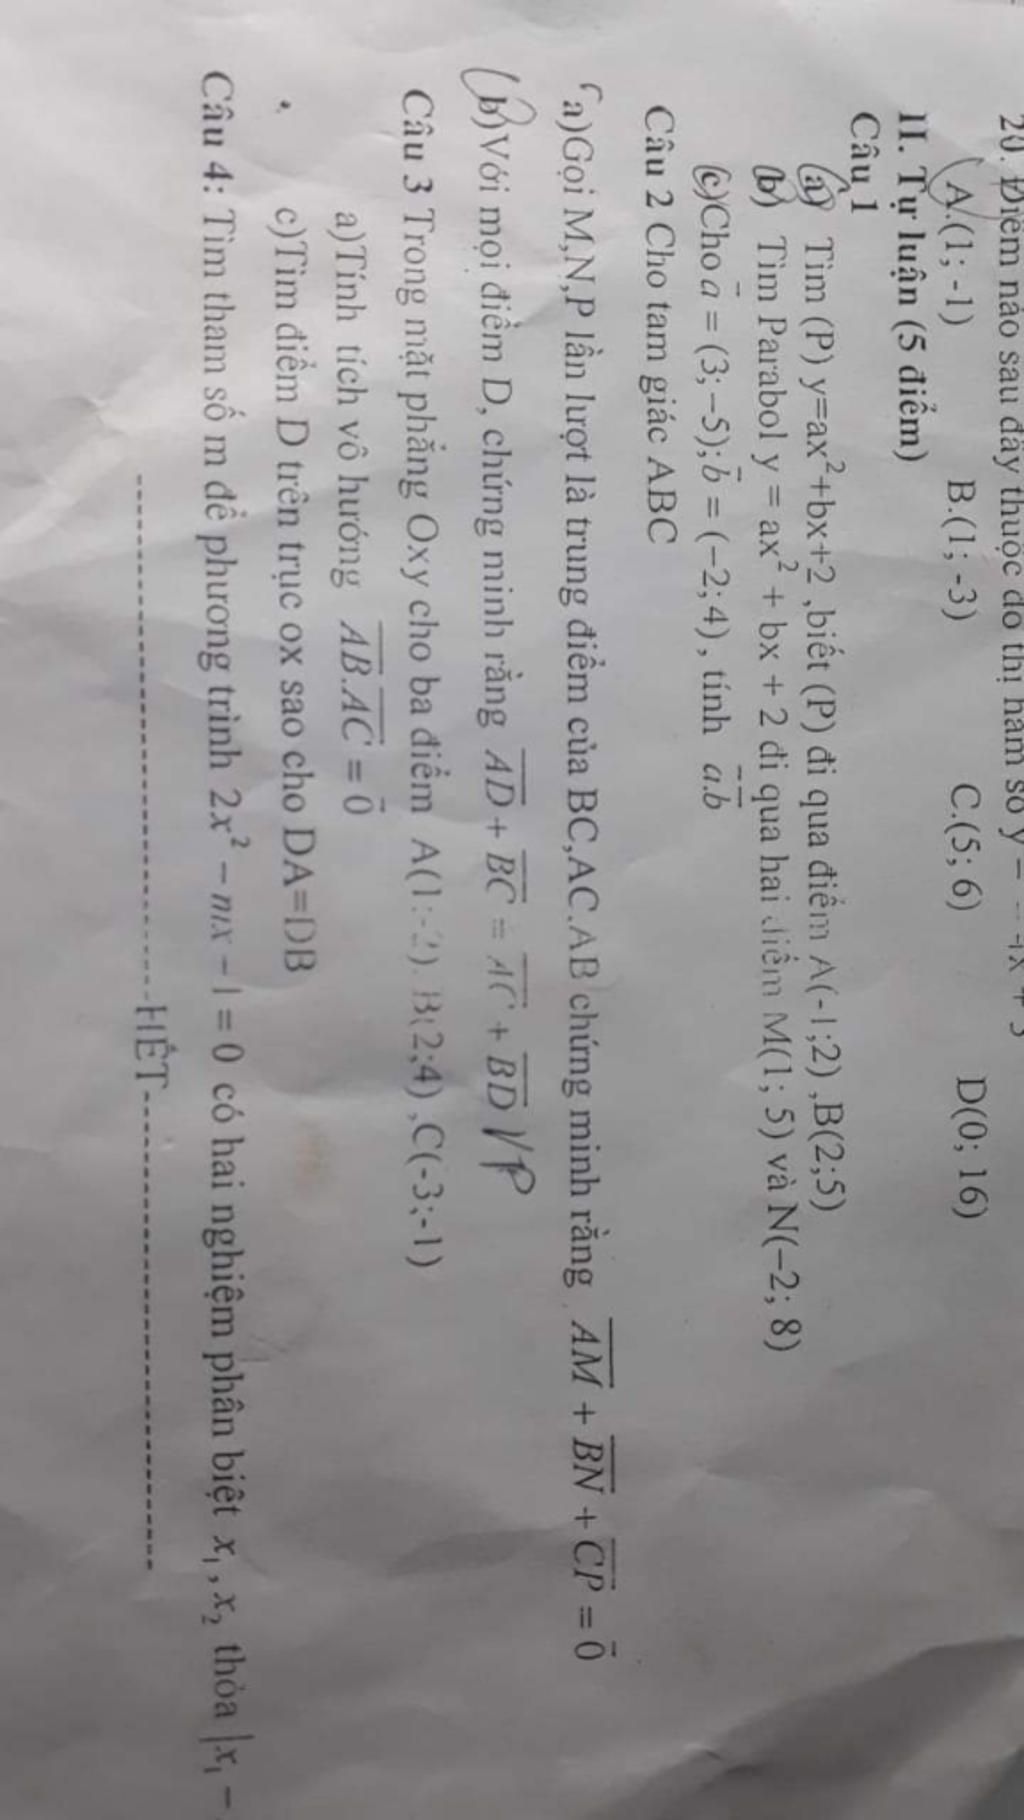 20. Điểm nào sau đây thuộc đồ thị hàm số y =
A.(1; -1) B.(1; -3) C.(5; 6) D(0; 16)
II. Tự luận (5 điểm)
Câu 1
a) Tìm (P) y=ax²+bx+2 ,biết (P) đi qua điểm A(-1;2) ,B(2;5)
b) Tìm Parabol y = ax² + bx + 2 đi qua hai điểm M(1; 5) và N(−2; 8)
c)Cho a⃗ = (3;−5);b⃗ = (−2;4), tính a⃗.b⃗
Câu 2 Cho tam giác ABC
a)Gọi M,N,P lần lượt là trung điểm của BC,AC.AB chứng minh rằng AM + BN + CP = 0⃗
b)Với mọi điểm D, chứng minh rằng AD + BC = AC + BD VP
Câu 3 Trong mặt phẳng Oxy cho ba điểm A(1;-2). B(2;4) ,C(-3;-1)
a)Tính tích vô hướng AB.AC = 0⃗
c)Tìm điểm D trên trục ox sao cho DA=DB
Câu 4: Tìm tham số m để phương trình 2x² − mx − 1 = 0 có hai nghiệm phân biệt x₁ , x₂ thỏa |x₁ −
HẾT